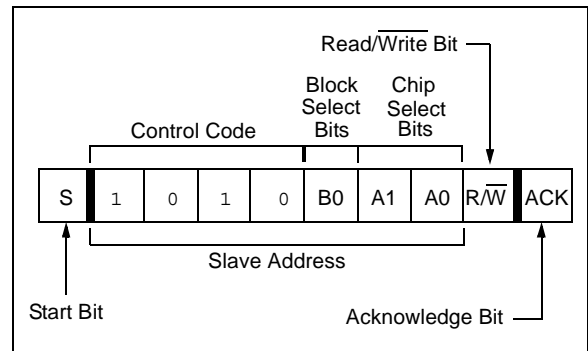 Read/Write Bit
Block Select Bits
Chip Select Bits
Control Code
S 1 0 1 0 B0 A1 A0 R/W ACK
Slave Address
Start Bit
Acknowledge Bit